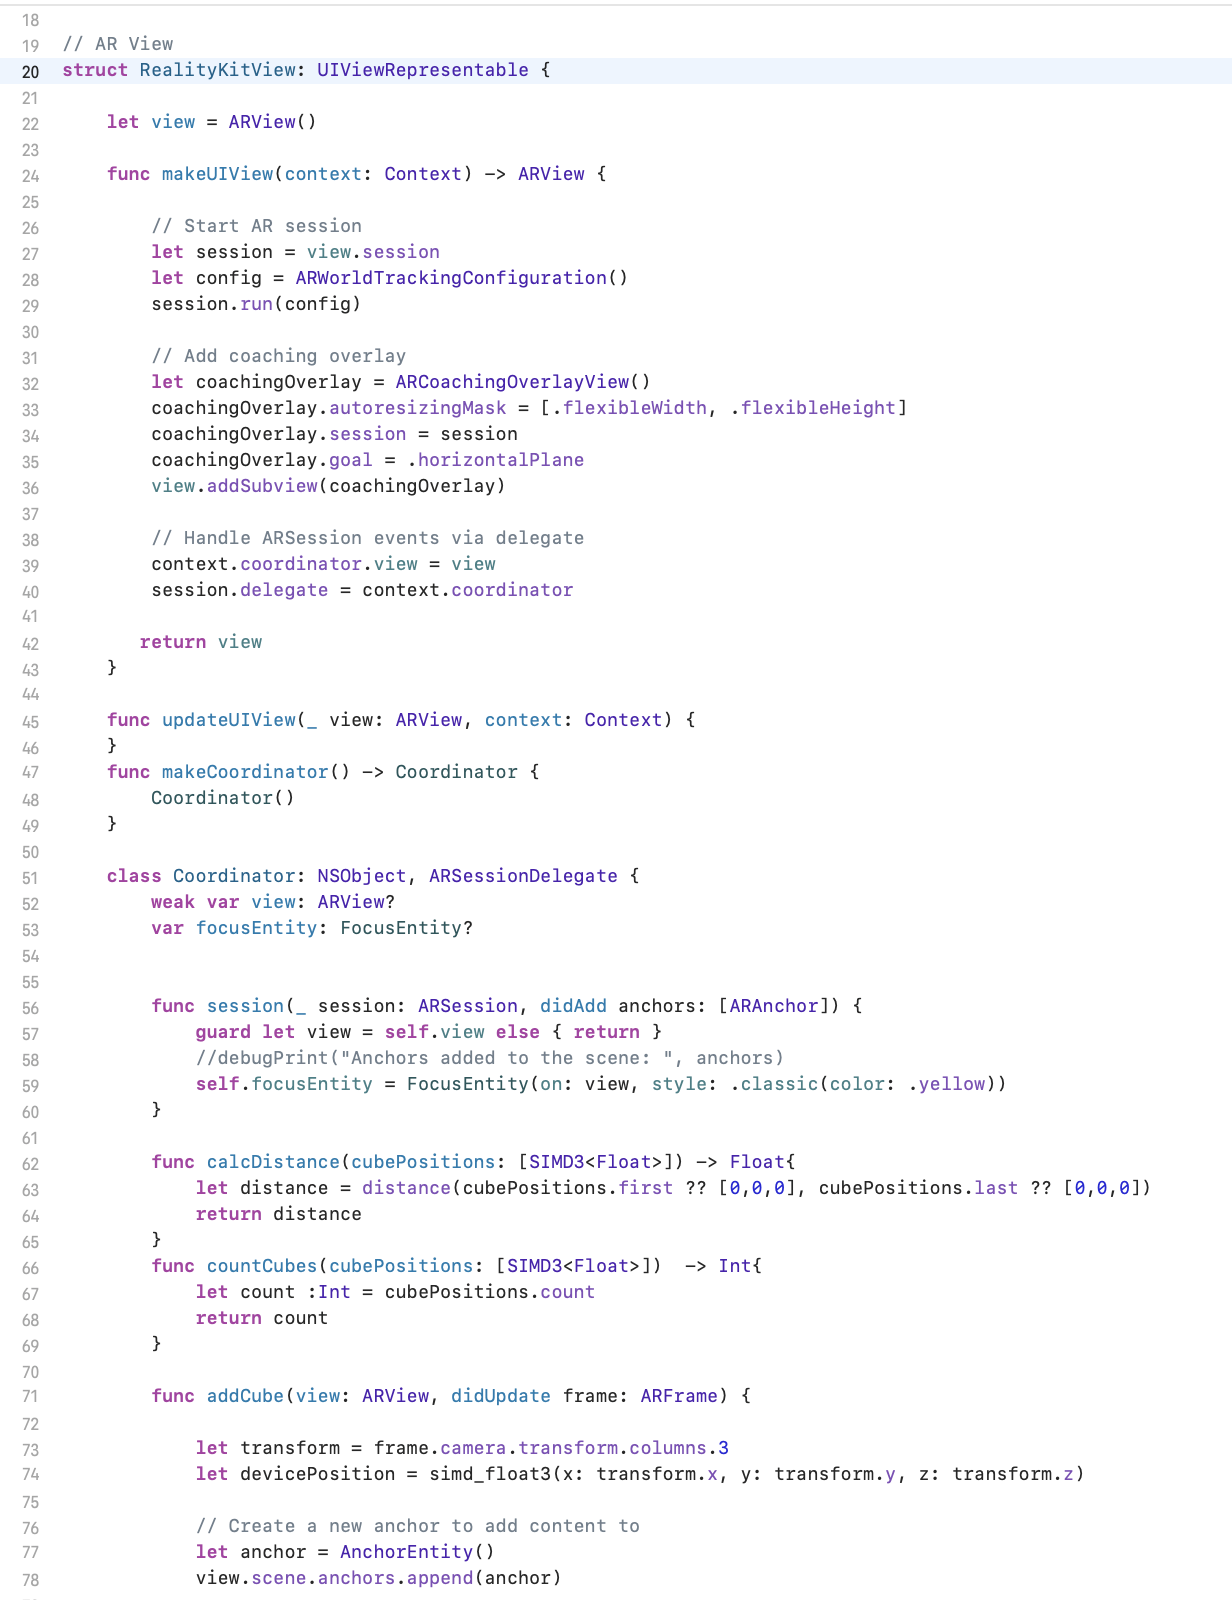 18
19 // AR View
20 struct RealityKitView: UIViewRepresentable {
21
22     let view = ARView()
23
24     func makeUIView(context: Context) -> ARView {
25
26         // Start AR session
27         let session = view.session
28         let config = ARWorldTrackingConfiguration()
29         session.run(config)
30
31         // Add coaching overlay
32         let coachingOverlay = ARCoachingOverlayView()
33         coachingOverlay.autoresizingMask = [.flexibleWidth, .flexibleHeight]
34         coachingOverlay.session = session
35         coachingOverlay.goal = .horizontalPlane
36         view.addSubview(coachingOverlay)
37
38         // Handle ARSession events via delegate
39         context.coordinator.view = view
40         session.delegate = context.coordinator
41
42        return view
43     }
44
45     func updateUIView(_ view: ARView, context: Context) {
46     }
47     func makeCoordinator() -> Coordinator {
48         Coordinator()
49     }
50
51     class Coordinator: NSObject, ARSessionDelegate {
52         weak var view: ARView?
53         var focusEntity: FocusEntity?
54
55
56         func session(_ session: ARSession, didAdd anchors: [ARAnchor]) {
57             guard let view = self.view else { return }
58             //debugPrint("Anchors added to the scene: ", anchors)
59             self.focusEntity = FocusEntity(on: view, style: .classic(color: .yellow))
60         }
61
62         func calcDistance(cubePositions: [SIMD3<Float>]) -> Float{
63             let distance = distance(cubePositions.first ?? [0,0,0], cubePositions.last ?? [0,0,0])
64             return distance
65         }
66         func countCubes(cubePositions: [SIMD3<Float>])  -> Int{
67             let count :Int = cubePositions.count
68             return count
69         }
70
71         func addCube(view: ARView, didUpdate frame: ARFrame) {
72
73             let transform = frame.camera.transform.columns.3
74             let devicePosition = simd_float3(x: transform.x, y: transform.y, z: transform.z)
75
76             // Create a new anchor to add content to
77             let anchor = AnchorEntity()
78             view.scene.anchors.append(anchor)